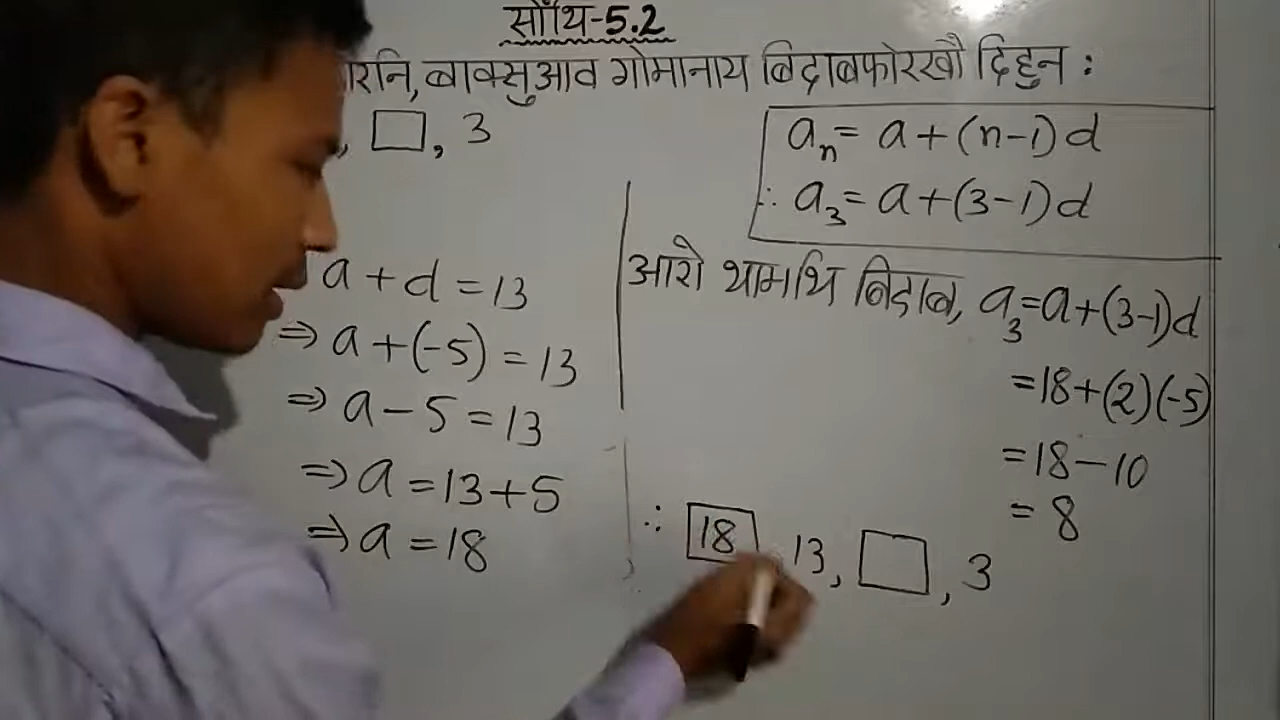 सोँथि-5.2
रनि, बाक्सुआव गोमानाय बिदाबफोरखौ दिहुन :
, □, 3
aₙ = a + (n-1) d
∴ a₃ = a + (3-1) d
a + d = 13
⇒ a + (-5) = 13
⇒ a - 5 = 13
⇒ a = 13 + 5
⇒ a = 18
आरो थामथि बिदाब, a₃ = a + (3-1)d
= 18 + (2)(-5)
= 18 - 10
= 8
∴ 18 13, □, 3